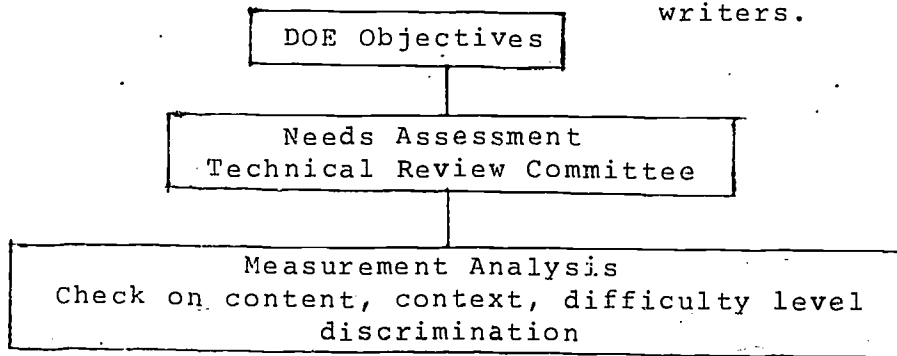 writers.
DOE Objectives
Needs Assessment
Technical Review Committee
Measurement Analysis
Check on content, context, difficulty level
discrimination